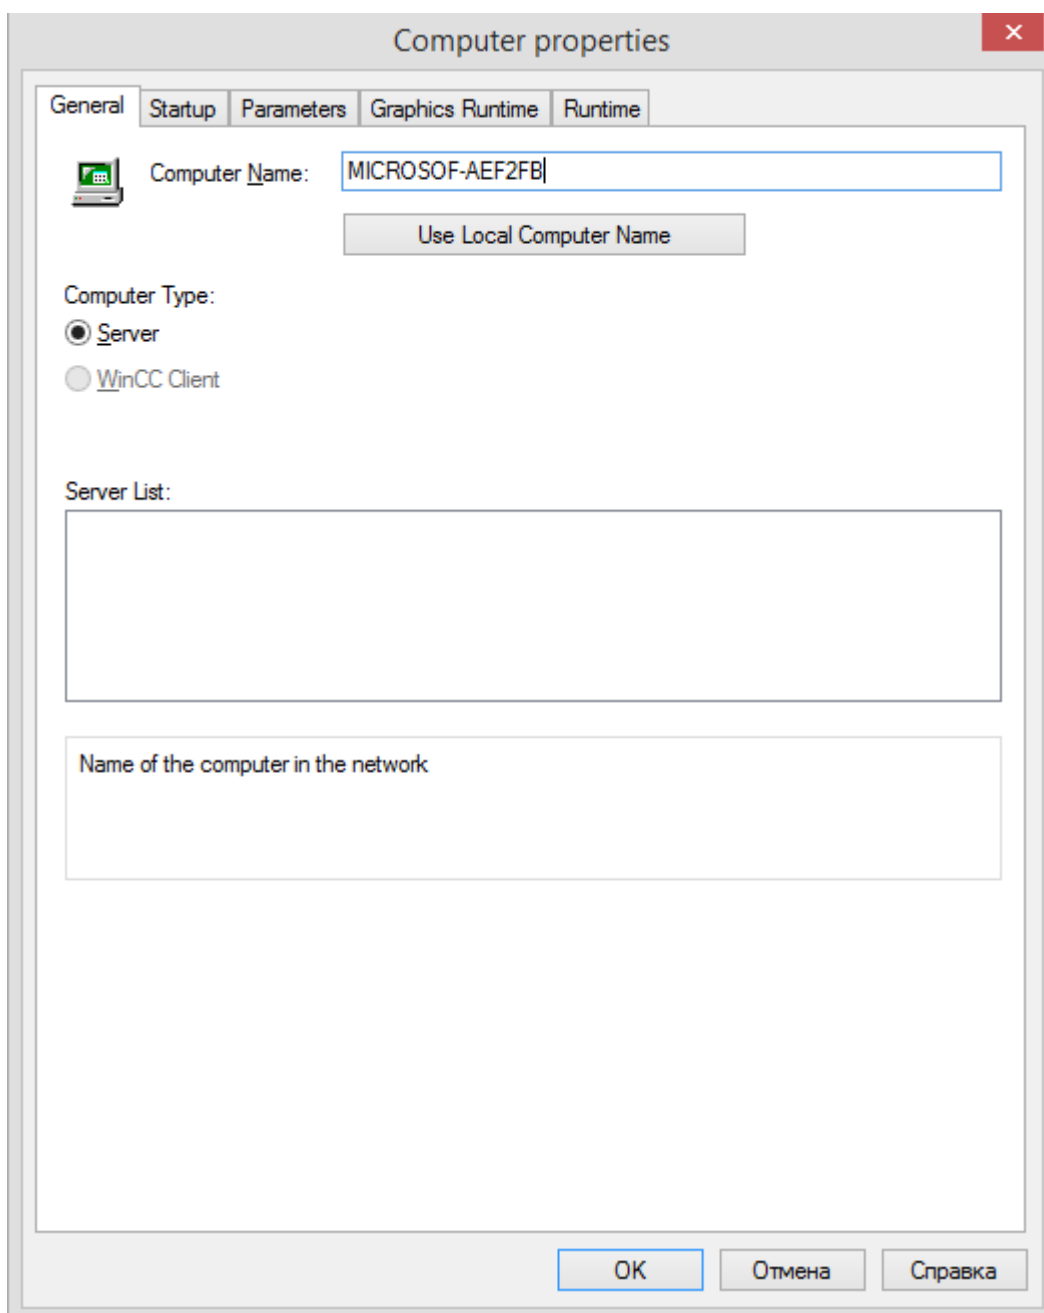 Computer properties
General Startup Parameters Graphics Runtime Runtime
Computer Name: MICROSOF-AEF2FB
Use Local Computer Name
Computer Type:
Server
WinCC Client
Server List:
Name of the computer in the network
OK Отмена Справка